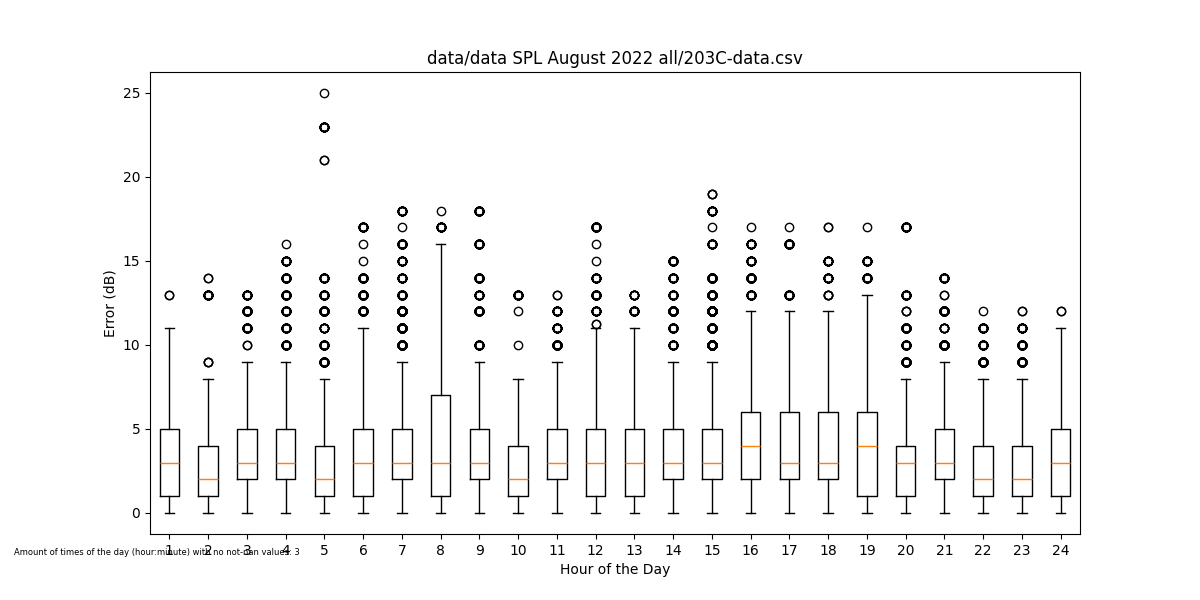 data/data SPL August 2022 all/203C-data.csv
25
20
15
10
5
0
Error (dB)
1 2 3 4 5 6 7 8 9 10 11 12 13 14 15 16 17 18 19 20 21 22 23 24
Amount of times of the day (hour:minute) with no not-nan values: 3
Hour of the Day